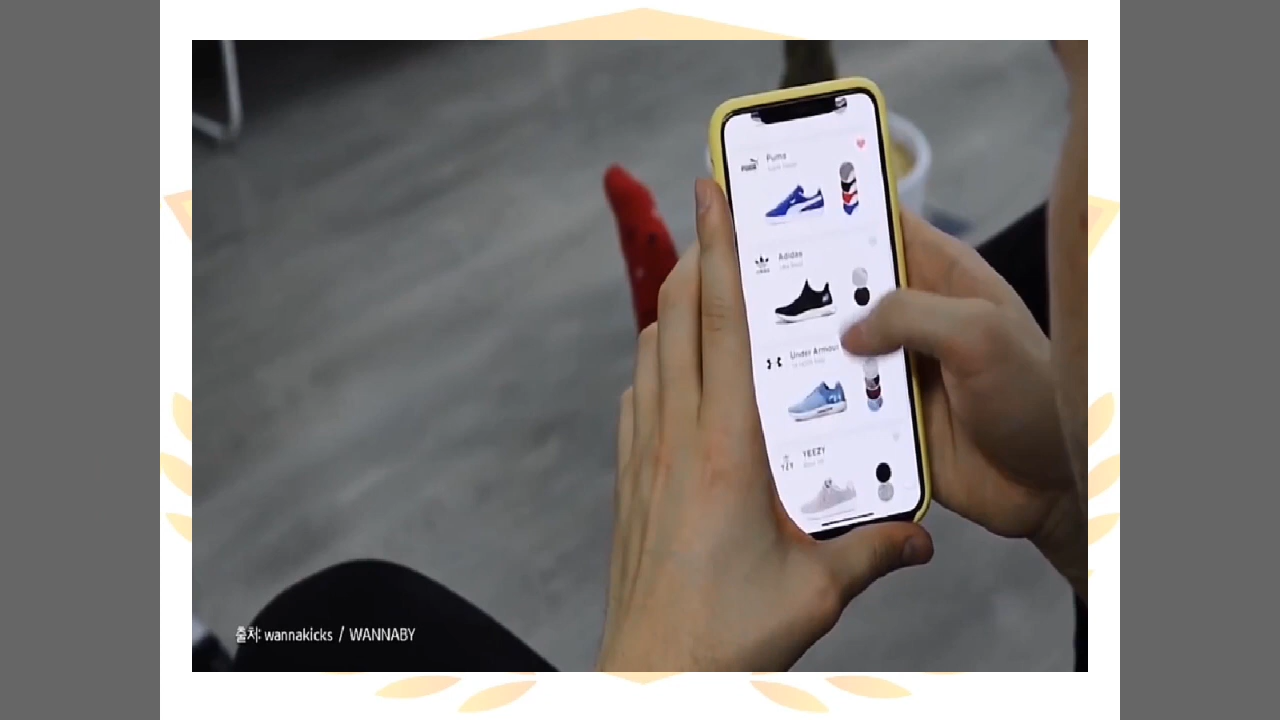 Puma
Adidas
Under Armour
YEEZY
출처: wannakicks / WANNABY